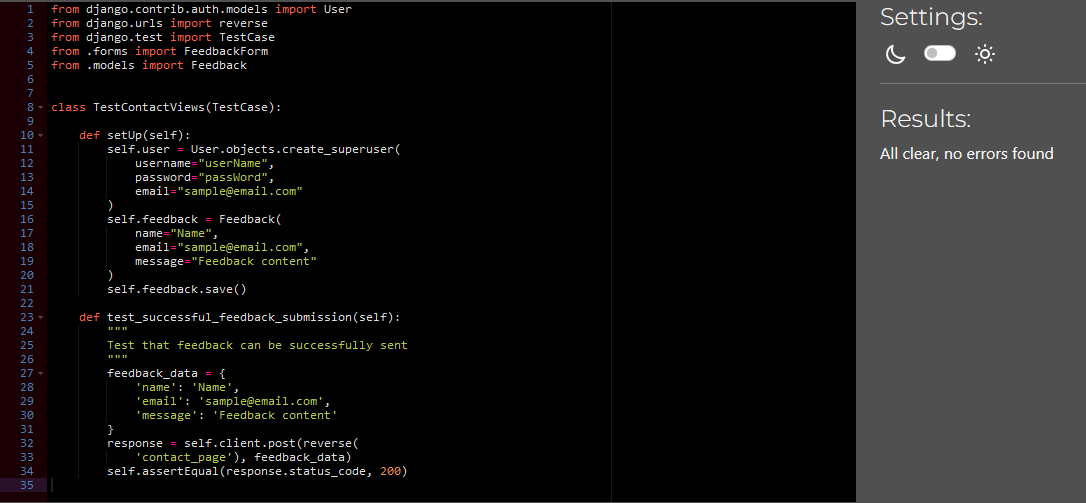 1 from django.contrib.auth.models import User
2 from django.urls import reverse
3 from django.test import TestCase
4 from .forms import FeedbackForm
5 from .models import Feedback
6
7
8 class TestContactViews(TestCase):
9
10 def setUp(self):
11 self.user = User.objects.create_superuser(
12 username="userName",
13 password="passWord",
14 email="sample@email.com"
15 )
16 self.feedback = Feedback(
17 name="Name",
18 email="sample@email.com",
19 message="Feedback content"
20 )
21 self.feedback.save()
22
23 def test_successful_feedback_submission(self):
24 """
25 Test that feedback can be successfully sent
26 """
27 feedback_data = {
28 'name': 'Name',
29 'email': 'sample@email.com',
30 'message': 'Feedback content'
31 }
32 response = self.client.post(reverse(
33 'contact_page'), feedback_data)
34 self.assertEqual(response.status_code, 200)
35
Settings:
Results:
All clear, no errors found